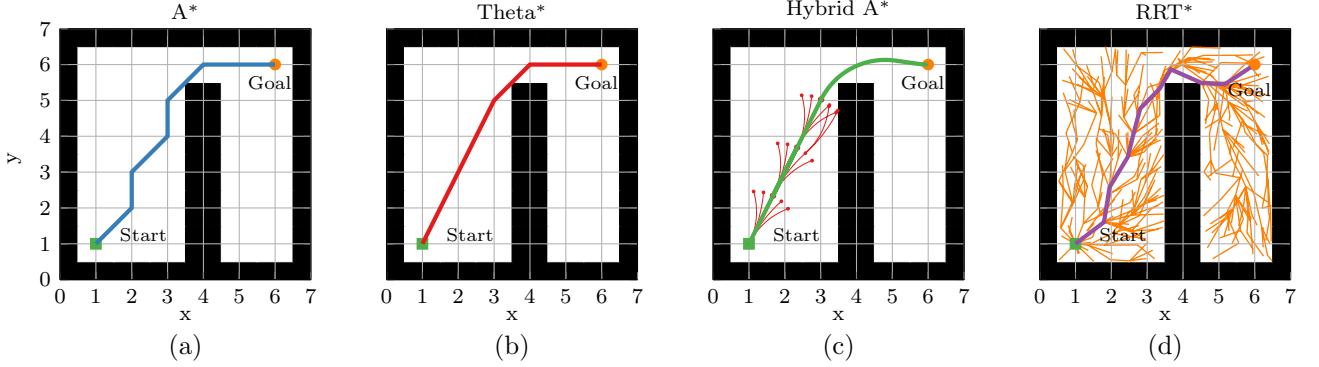 A* Theta* Hybrid A* RRT*
7
6
5
4
3
2
1
0
y
Goal Goal Goal Goal
Start Start Start Start
0 1 2 3 4 5 6 7 0 1 2 3 4 5 6 7 0 1 2 3 4 5 6 7 0 1 2 3 4 5 6 7
x x x x
(a) (b) (c) (d)